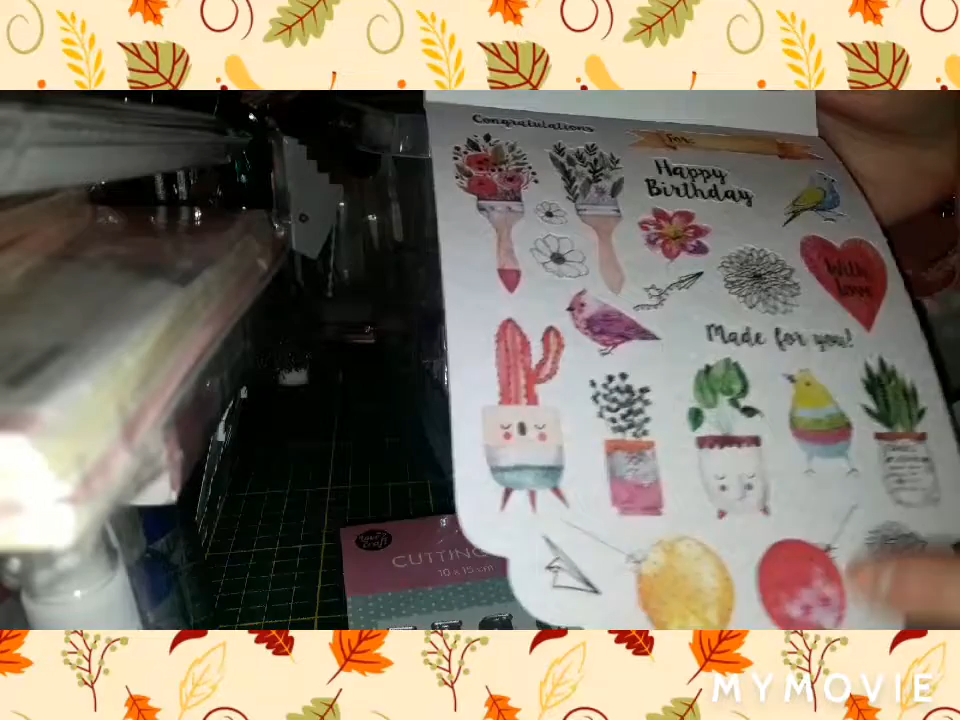 Congratulations
For:
Happy
Birthday
With
love
Made for you!
CUTTING
10 x 15 cm
MYMOVIE